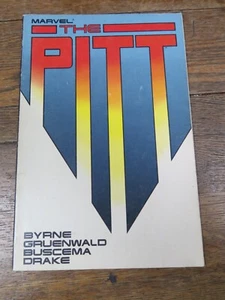 MARVEL
THE
PITT
BYRNE
GRUENWALD
BUSCEMA
DRAKE